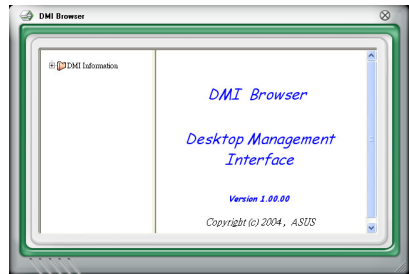 DMI Browser
DMI Information
DMI Browser
Desktop Management
Interface
Version 1.00.00
Copyright (c) 2004, ASUS